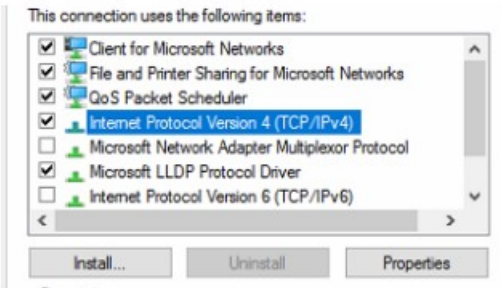 This connection uses the following items:
Client for Microsoft Networks
File and Printer Sharing for Microsoft Networks
QoS Packet Scheduler
Internet Protocol Version 4 (TCP/IPv4)
Microsoft Network Adapter Multiplexor Protocol
Microsoft LLDP Protocol Driver
Internet Protocol Version 6 (TCP/IPv6)
Install... Uninstall Properties